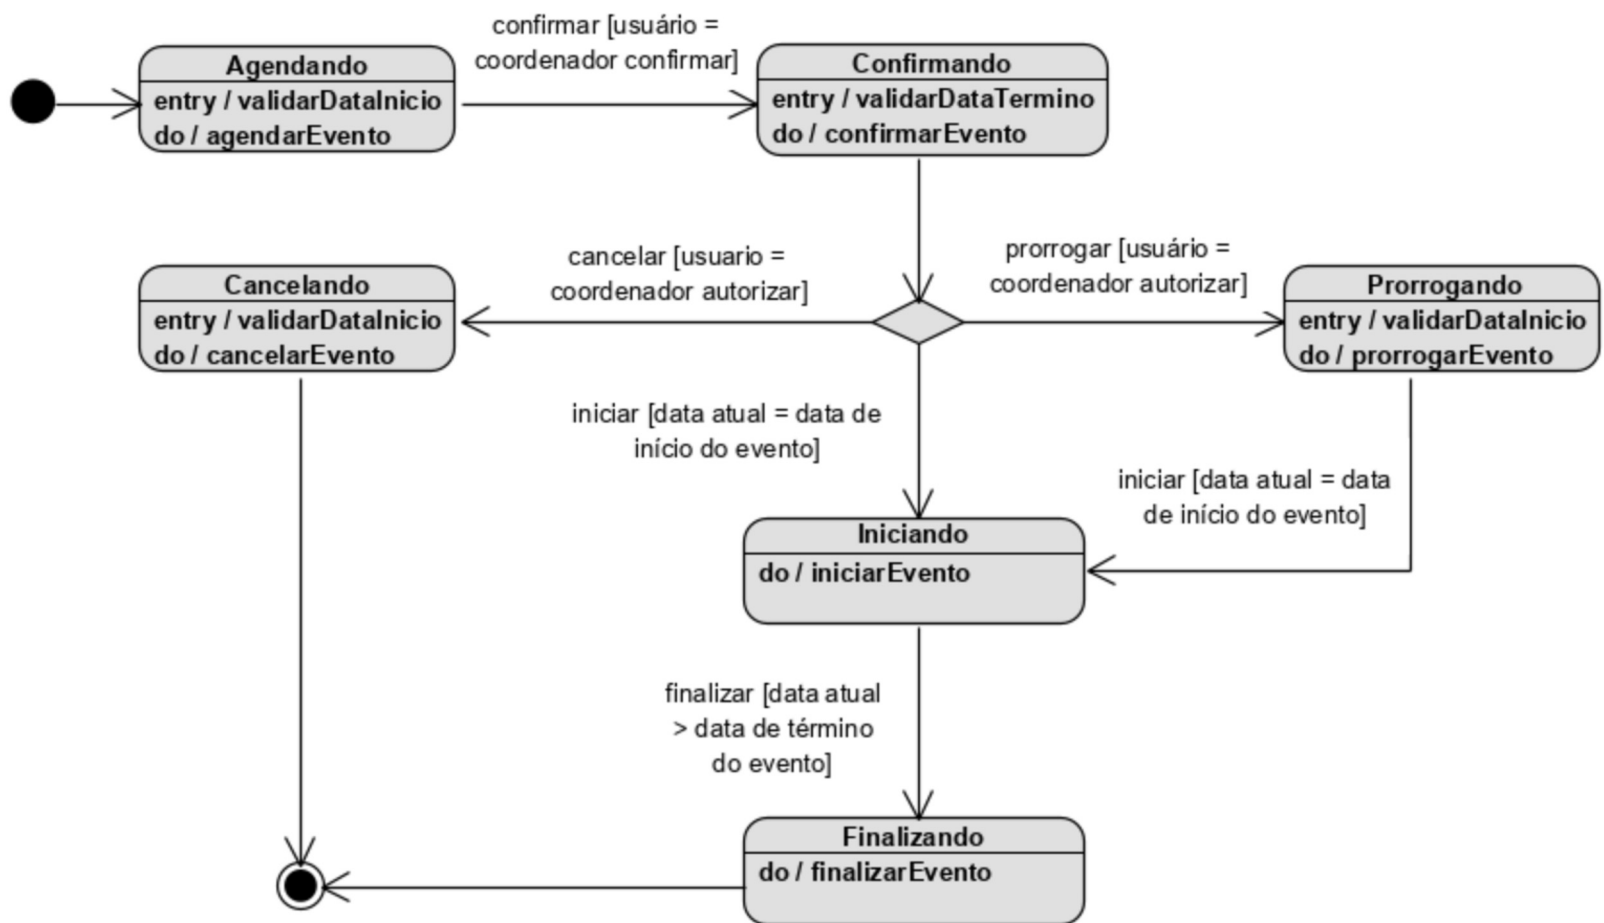 confirmar [usuário =
coordenador confirmar]
Agendando
entry / validarDataInicio
do / agendarEvento
Confirmando
entry / validarDataTermino
do / confirmarEvento
cancelar [usuario =
coordenador autorizar]
prorrogar [usuário =
coordenador autorizar]
Cancelando
entry / validarDataInicio
do / cancelarEvento
Prorrogando
entry / validarDataInicio
do / prorrogarEvento
iniciar [data atual = data de
início do evento]
iniciar [data atual = data
de início do evento]
Iniciando
do / iniciarEvento
finalizar [data atual
> data de término
do evento]
Finalizando
do / finalizarEvento